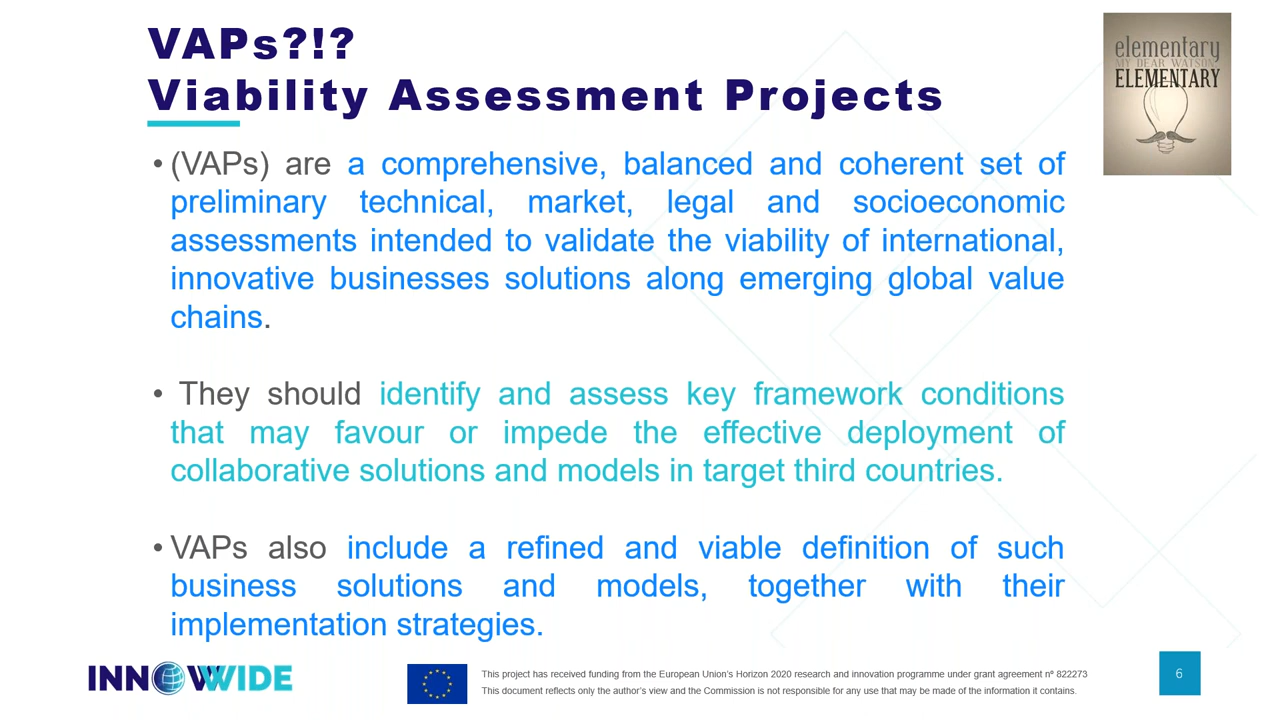 VAPs?!?
Viability Assessment Projects
elementary
MY DEAR WATSON
ELEMENTARY
• (VAPs) are a comprehensive, balanced and coherent set of
preliminary technical, market, legal and socioeconomic
assessments intended to validate the viability of international,
innovative businesses solutions along emerging global value
chains.
• They should identify and assess key framework conditions
that may favour or impede the effective deployment of
collaborative solutions and models in target third countries.
• VAPs also include a refined and viable definition of such
business solutions and models, together with their
implementation strategies.
INNOWWIDE
This project has received funding from the European Union's Horizon 2020 research and innovation programme under grant agreement nº 822273
This document reflects only the author's view and the Commission is not responsible for any use that may be made of the information it contains.
6